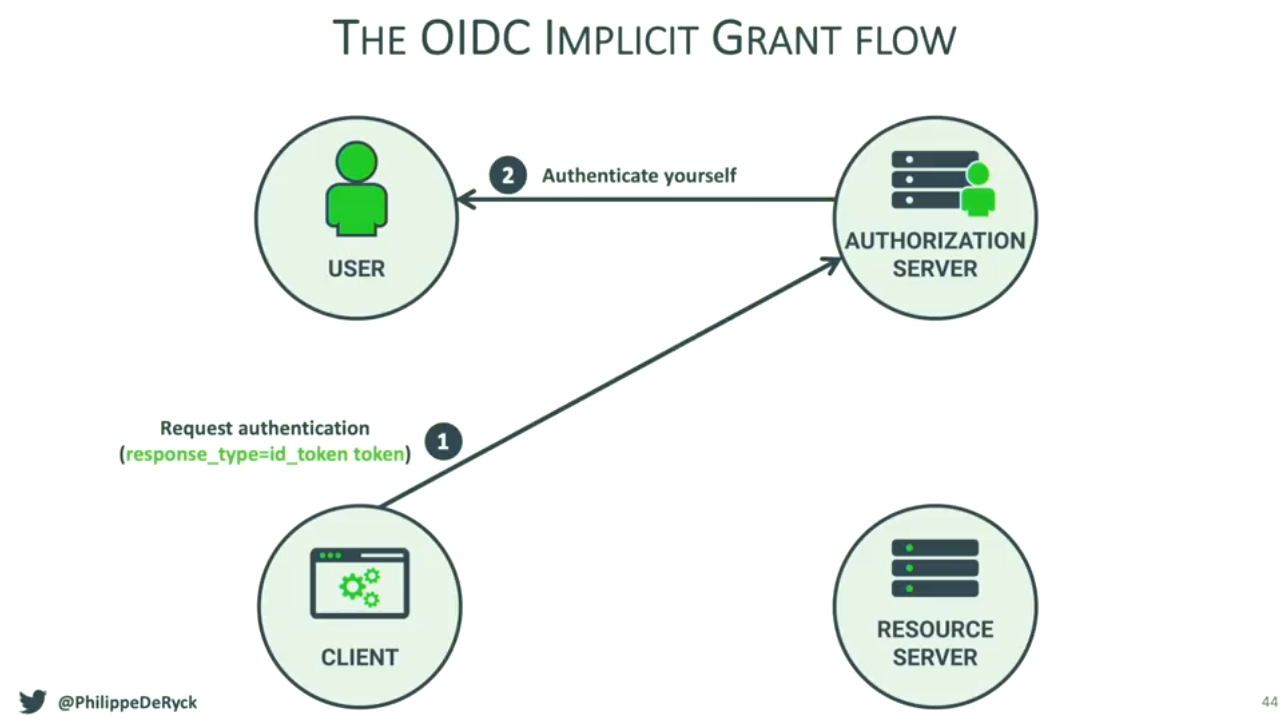 THE OIDC IMPLICIT GRANT FLOW
2 Authenticate yourself
USER
AUTHORIZATION
SERVER
Request authentication
(response_type=id_token token)
1
CLIENT
RESOURCE
SERVER
@PhilippeDeRyck
44